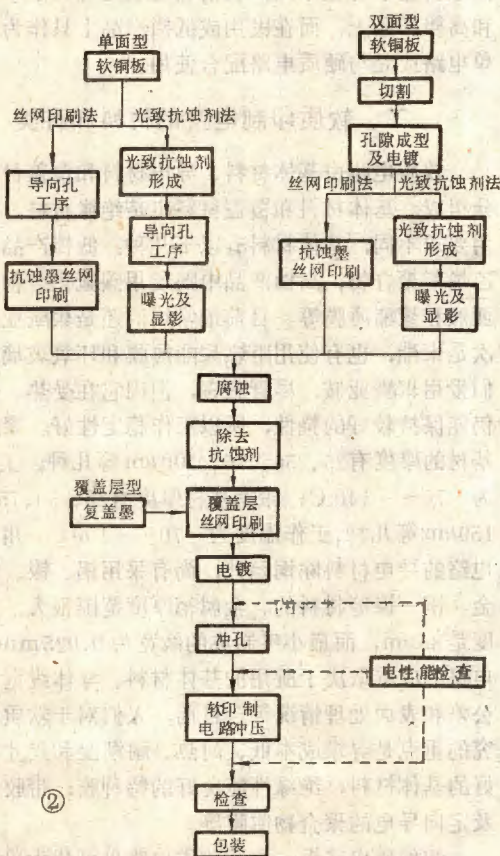 单面型
软铜板
丝网印刷法
光致抗蚀剂法
导向孔
工序
抗蚀墨丝网
印刷
光致抗蚀剂
形成
导向孔
工序
曝光及
显影
双面型
软铜板
切割
孔隙成型
及电镀
丝网印刷法
光致抗蚀剂法
抗蚀墨
丝网印刷
光致抗蚀剂
形成
曝光及
显影
腐蚀
除去
抗蚀剂
覆盖层型
复盖墨
覆盖层
丝网印刷
电镀
冲孔
电性能检查
软印制
电路冲压
检查
包装
②